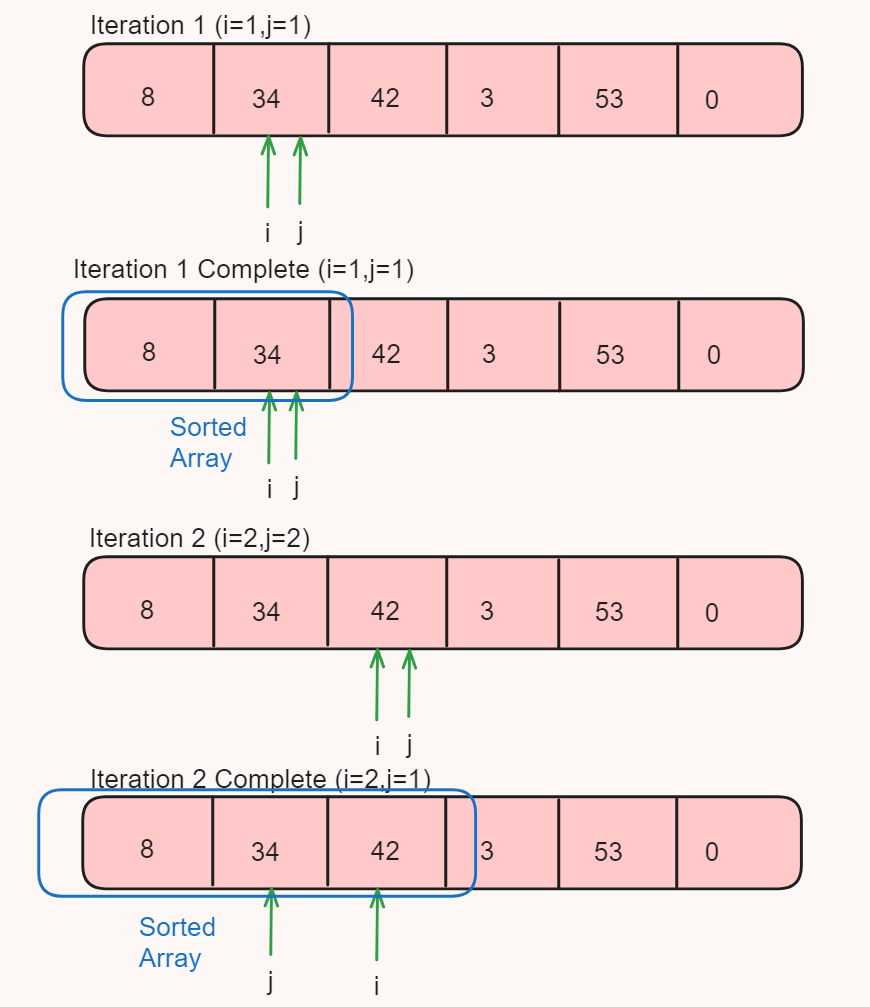 Iteration 1 (i=1,j=1)
8 34 42 3 53 0
i j
Iteration 1 Complete (i=1,j=1)
8 34 42 3 53 0
Sorted
Array
i j
Iteration 2 (i=2,j=2)
8 34 42 3 53 0
i j
Iteration 2 Complete (i=2,j=1)
8 34 42 3 53 0
Sorted
Array
j i